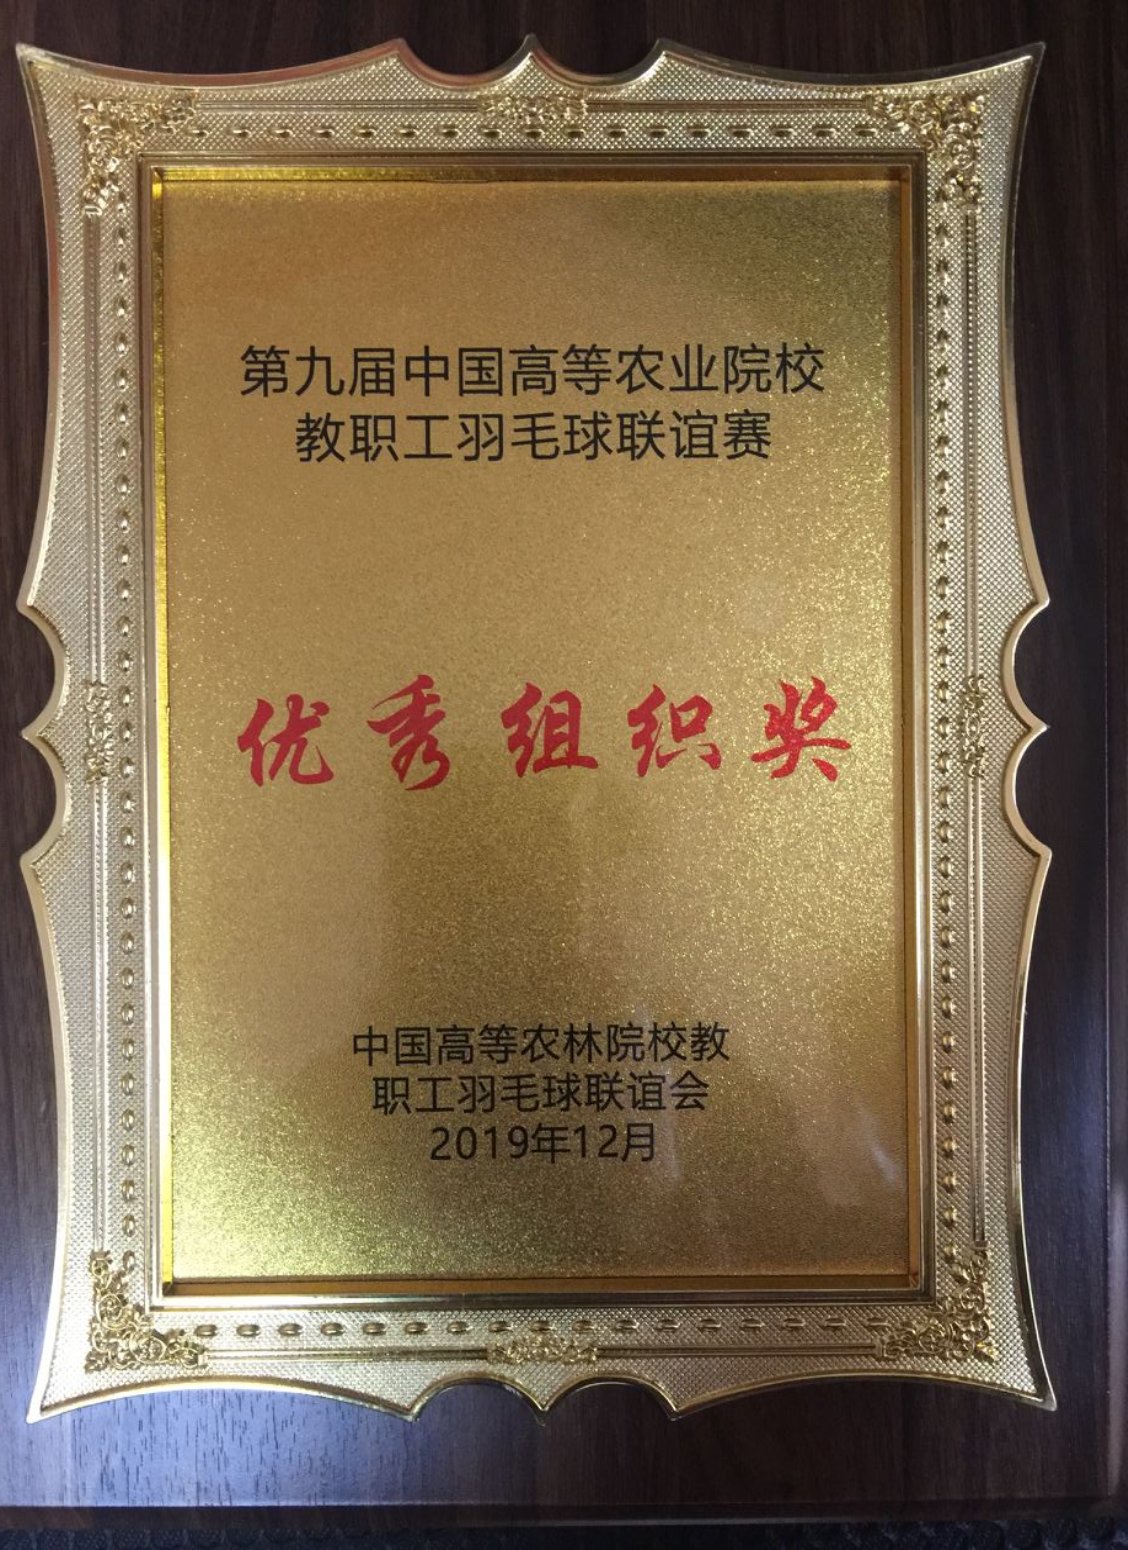 第九届中国高等农业院校
教职工羽毛球联谊赛
优秀组织奖
中国高等农林院校教
职工羽毛球联谊会
2019年12月